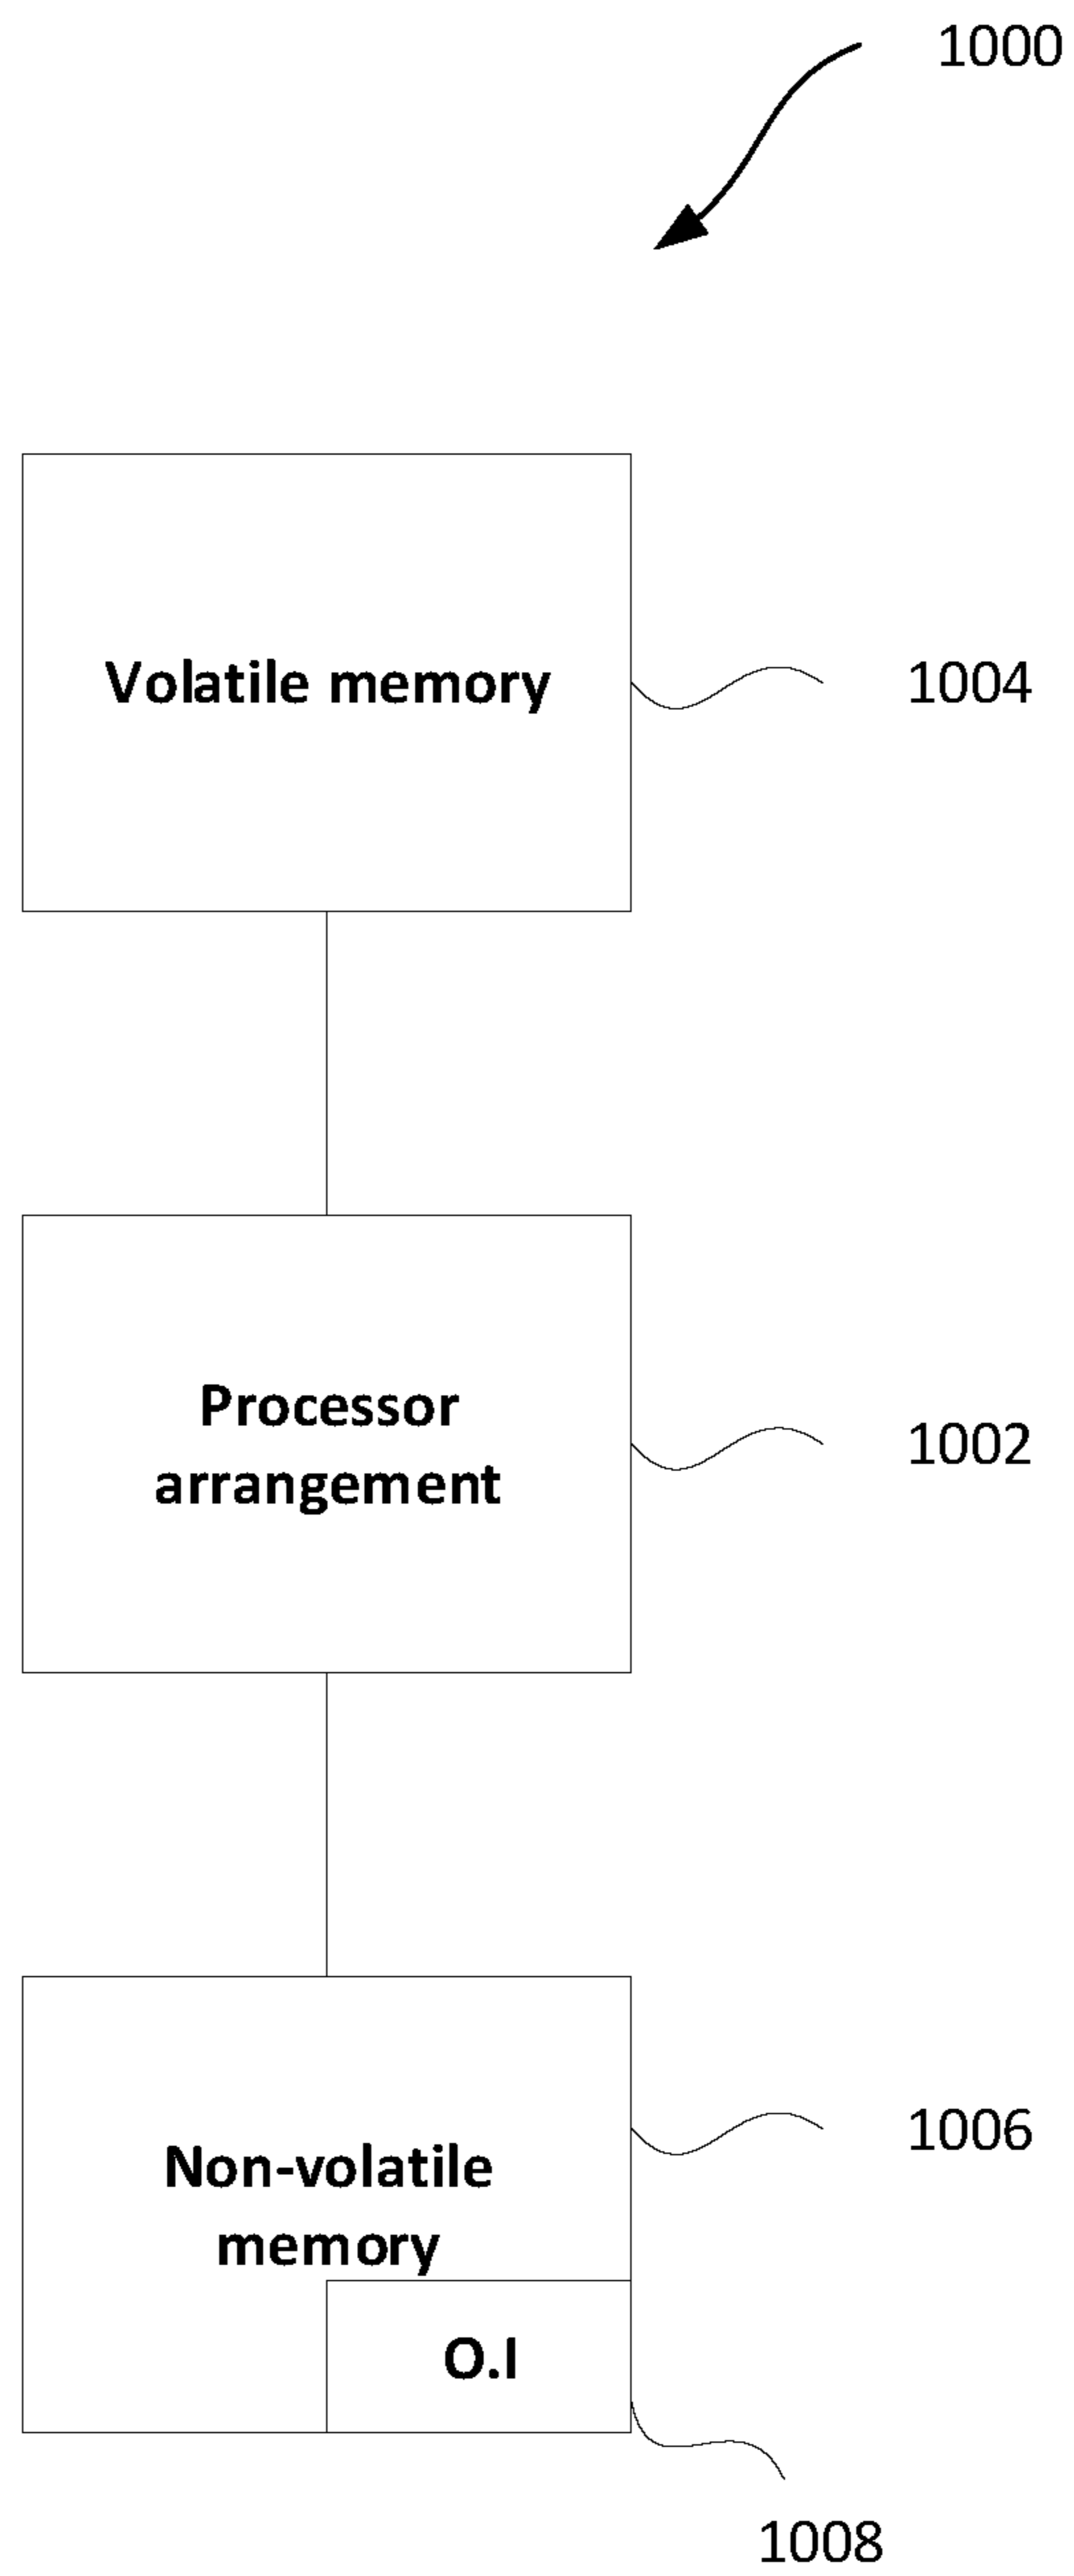 1000
Volatile memory
1004
Processor
arrangement
1002
1006
Non-volatile
memory
O.I
1008